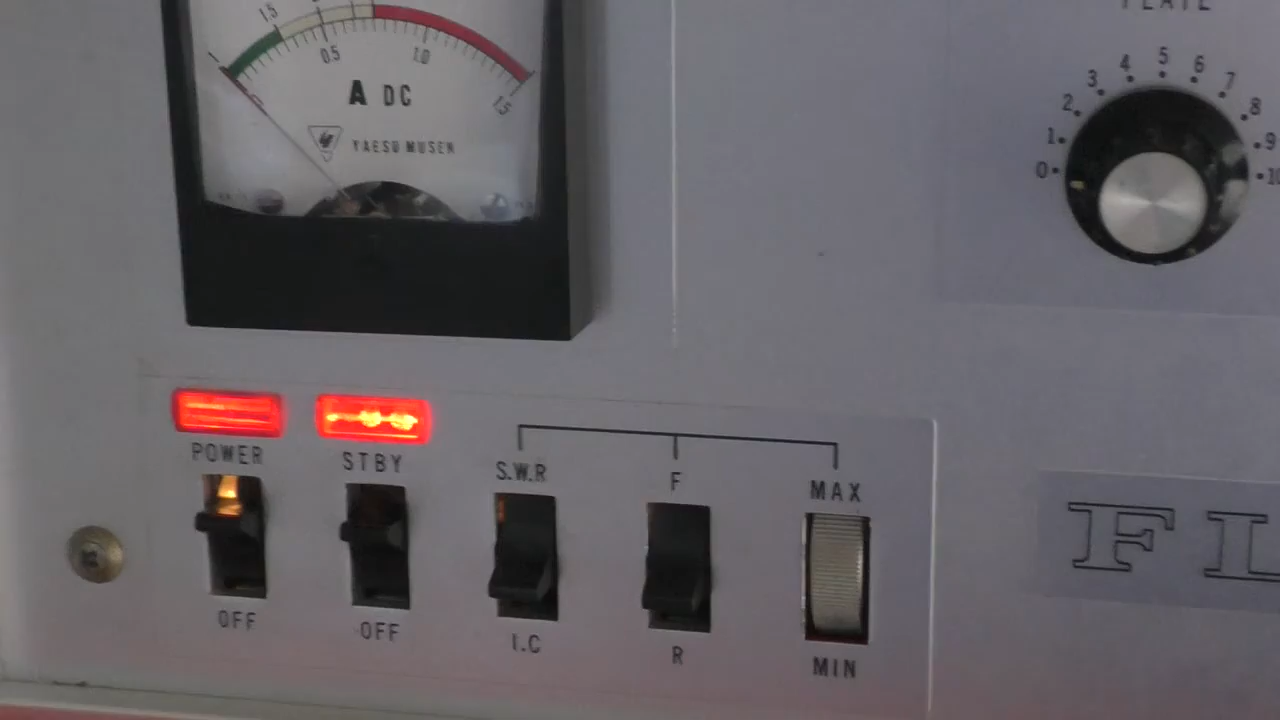 1.5
0.5 1.0
1.5
A DC
YAESU MUSEN
PLATE
0 1 2 3 4 5 6 7 8 9 10
POWER STBY S.W.R F MAX
OFF OFF I.C R MIN
FL